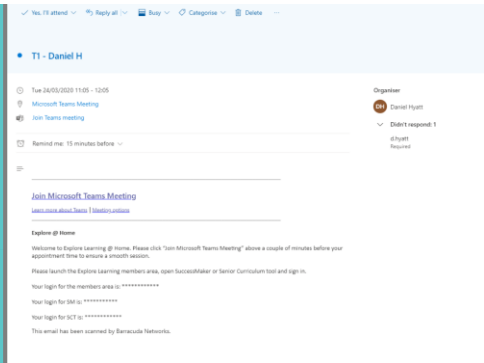 Yes, I'll attend Reply all Busy Categorise Delete ...
T1 - Daniel H
Tue 24/03/2020 11:05 - 12:05
Microsoft Teams Meeting
Join Teams meeting
Remind me: 15 minutes before
Organiser
DH Daniel Hyatt
Didn't respond: 1
d.hyatt
Required
Join Microsoft Teams Meeting
Learn more about Teams | Meeting options
Explore @ Home
Welcome to Explore Learning @ Home. Please click "Join Microsoft Teams Meeting" above a couple of minutes before your
appointment time to ensure a smooth session.
Please launch the Explore Learning members area, open SuccessMaker or Senior Curriculum tool and sign in.
Your login for the members area is: ************
Your login for SM is: ***********
Your login for SCT is: ************
This email has been scanned by Barracuda Networks.